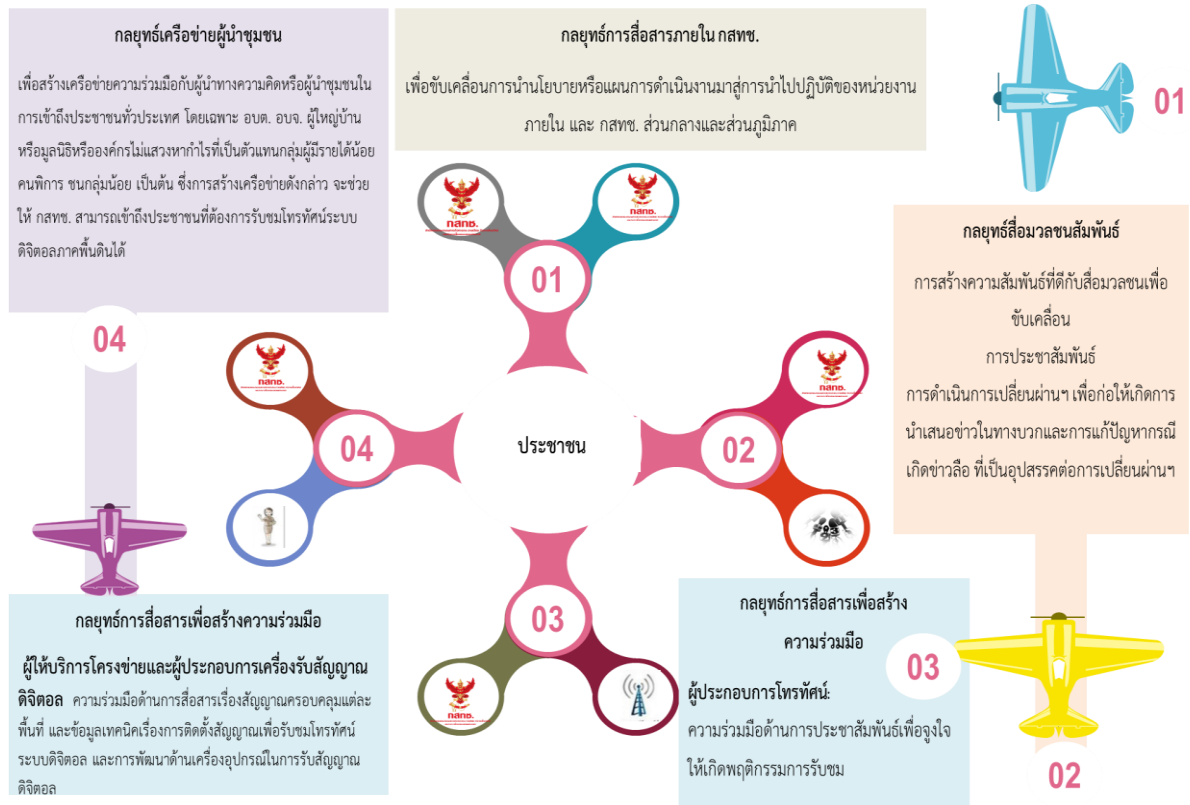 กลยุทธ์เครือข่ายผู้นำชุมชน
เพื่อสร้างเครือข่ายความร่วมมือกับผู้นำทางความคิดหรือผู้นำชุมชนใน
การเข้าถึงประชาชนทั่วประเทศ โดยเฉพาะ อบต. อบจ. ผู้ใหญ่บ้าน
หรือมูลนิธิหรือองค์กรไม่แสวงหากำไรที่เป็นตัวแทนกลุ่มผู้มีรายได้น้อย
คนพิการ ชนกลุ่มน้อย เป็นต้น ซึ่งการสร้างเครือข่ายดังกล่าว จะช่วย
ให้ กสทช. สามารถเข้าถึงประชาชนที่ต้องการรับชมโทรทัศน์ระบบ
ดิจิตอลภาคพื้นดินได้
04
กลยุทธ์การสื่อสารภายใน กสทช.
เพื่อขับเคลื่อนการนำนโยบายหรือแผนการดำเนินงานมาสู่การนำไปปฏิบัติของหน่วยงาน
ภายใน และ กสทช. ส่วนกลางและส่วนภูมิภาค
01
กสทช.
กสทช.
01
กลยุทธ์สื่อมวลชนสัมพันธ์
การสร้างความสัมพันธ์ที่ดีกับสื่อมวลชนเพื่อ
ขับเคลื่อน
การประชาสัมพันธ์
การดำเนินการเปลี่ยนผ่านฯ เพื่อก่อให้เกิดการ
นำเสนอข่าวในทางบวกและการแก้ปัญหากรณี
เกิดข่าวลือ ที่เป็นอุปสรรคต่อการเปลี่ยนผ่านฯ
กสทช.
04
ประชาชน
กสทช.
02
03
กสทช.
กลยุทธ์การสื่อสารเพื่อสร้างความร่วมมือ
ผู้ให้บริการโครงข่ายและผู้ประกอบการเครื่องรับสัญญาณ
ดิจิตอล ความร่วมมือด้านการสื่อสารเรื่องสัญญาณครอบคลุมแต่ละ
พื้นที่ และข้อมูลเทคนิคเรื่องการติดตั้งสัญญาณเพื่อรับชมโทรทัศน์
ระบบดิจิตอล และการพัฒนาด้านเครื่องอุปกรณ์ในการรับสัญญาณ
ดิจิตอล
กลยุทธ์การสื่อสารเพื่อสร้าง
ความร่วมมือ
03
ผู้ประกอบการโทรทัศน์:
ความร่วมมือด้านการประชาสัมพันธ์เพื่อจูงใจ
ให้เกิดพฤติกรรมการรับชม
02